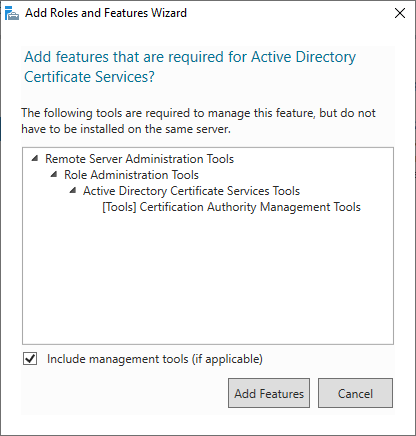 Add Roles and Features Wizard
Add features that are required for Active Directory
Certificate Services?
The following tools are required to manage this feature, but do not
have to be installed on the same server.
Remote Server Administration Tools
Role Administration Tools
Active Directory Certificate Services Tools
[Tools] Certification Authority Management Tools
Include management tools (if applicable)
Add Features
Cancel